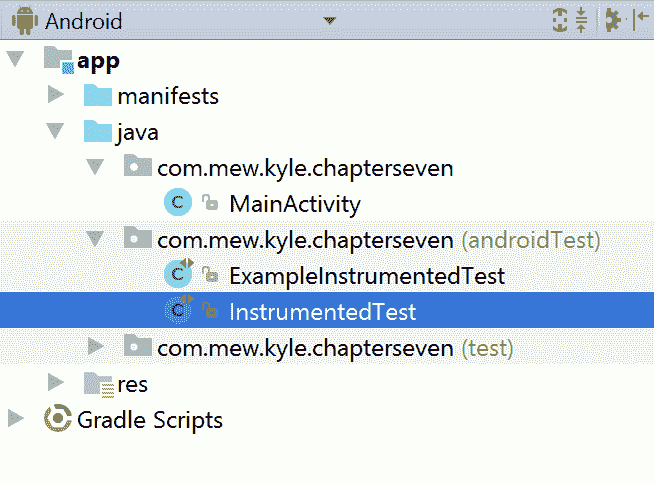 Android
app
manifests
java
com.mew.kyle.chapterseven
C MainActivity
com.mew.kyle.chapterseven (androidTest)
C ExampleInstrumentedTest
C InstrumentedTest
com.mew.kyle.chapterseven (test)
res
Gradle Scripts